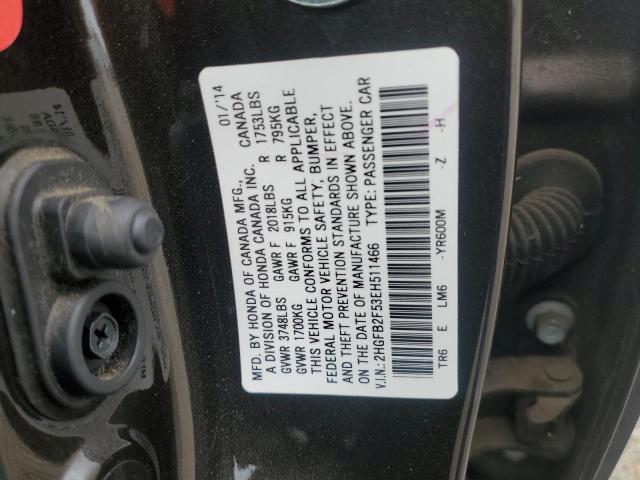 MFD. BY HONDA OF CANADA MFG., CANADA 01/'14
A DIVISION OF HONDA CANADA INC.
GVWR 3748LBS GAWR F 2018LBS R 1753LBS
GVWR 1700KG GAWR F 915KG R 795KG
THIS VEHICLE CONFORMS TO ALL APPLICABLE
FEDERAL MOTOR VEHICLE SAFETY, BUMPER,
AND THEFT PREVENTION STANDARDS IN EFFECT
ON THE DATE OF MANUFACTURE SHOWN ABOVE.
V.I.N.: 2HGFB2F53EH511466 TYPE: PASSENGER CAR
TR6 E LM6 -YR600M -Z -H